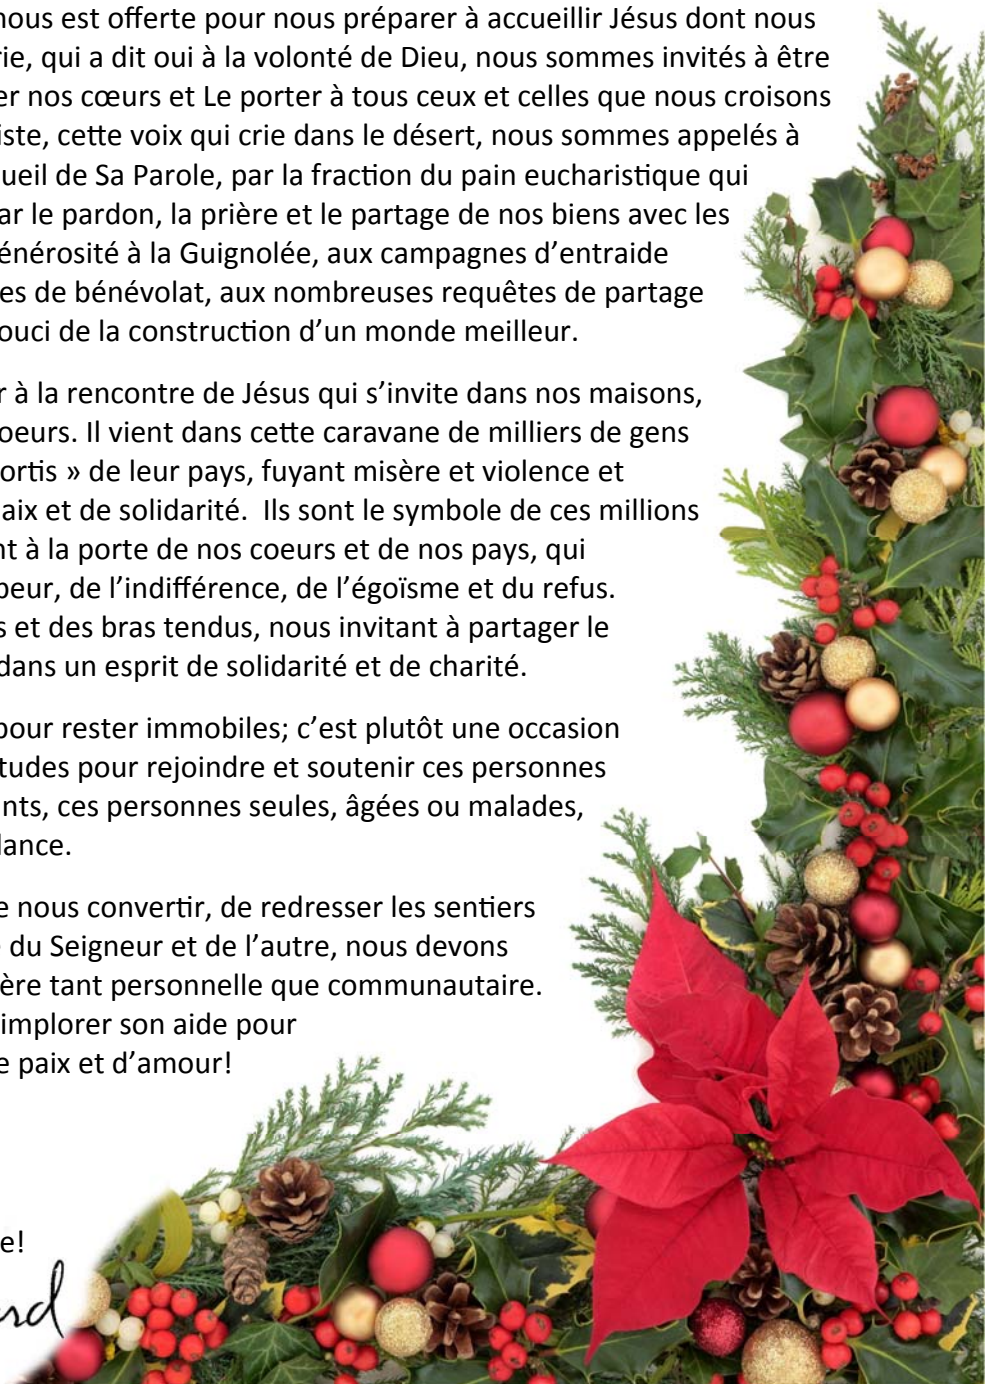 nous est offerte pour nous préparer à accueillir Jésus dont nous
rie, qui a dit oui à la volonté de Dieu, nous sommes invités à être
er nos cœurs et Le porter à tous ceux et celles que nous croisons
iste, cette voix qui crie dans le désert, nous sommes appelés à
ueil de Sa Parole, par la fraction du pain eucharistique qui
ar le pardon, la prière et le partage de nos biens avec les
énérosité à la Guignolée, aux campagnes d’entraide
es de bénévolat, aux nombreuses requêtes de partage
ouci de la construction d’un monde meilleur.
r à la rencontre de Jésus qui s’invite dans nos maisons,
oeurs. Il vient dans cette caravane de milliers de gens
ortis » de leur pays, fuyant misère et violence et
aix et de solidarité.  Ils sont le symbole de ces millions
nt à la porte de nos coeurs et de nos pays, qui
peur, de l’indifférence, de l’égoïsme et du refus.
s et des bras tendus, nous invitant à partager le
dans un esprit de solidarité et de charité.
pour rester immobiles; c’est plutôt une occasion
tudes pour rejoindre et soutenir ces personnes
nts, ces personnes seules, âgées ou malades,
lance.
e nous convertir, de redresser les sentiers
du Seigneur et de l’autre, nous devons
ère tant personnelle que communautaire.
implorer son aide pour
e paix et d’amour!
e!
rd